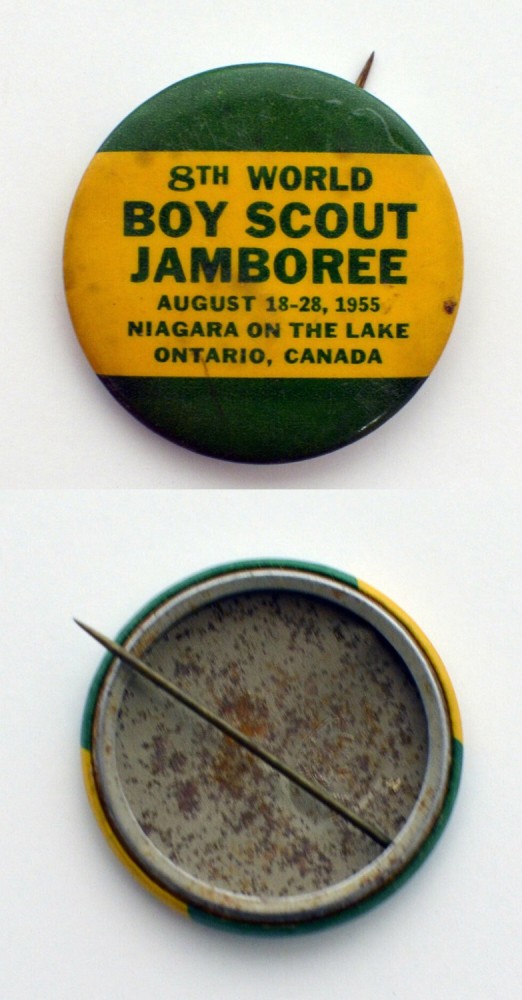 8TH WORLD
BOY SCOUT
JAMBOREE
AUGUST 18-28, 1955
NIAGARA ON THE LAKE
ONTARIO, CANADA